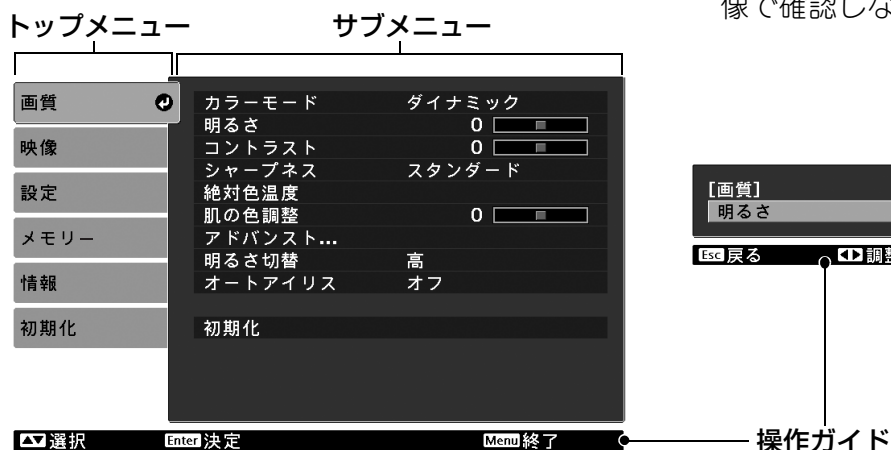 像で確認しな
トップメニュー サブメニュー
画質
映像
設定
メモリー
情報
初期化
カラーモード ダイナミック
明るさ 0
コントラスト 0
シャープネス スタンダード
絶対色温度
肌の色調整 0
アドバンスト...
明るさ切替 高
オートアイリス オフ
初期化
選択 Enter 決定 Menu 終了
[画質]
明るさ
Esc 戻る 調整
操作ガイド